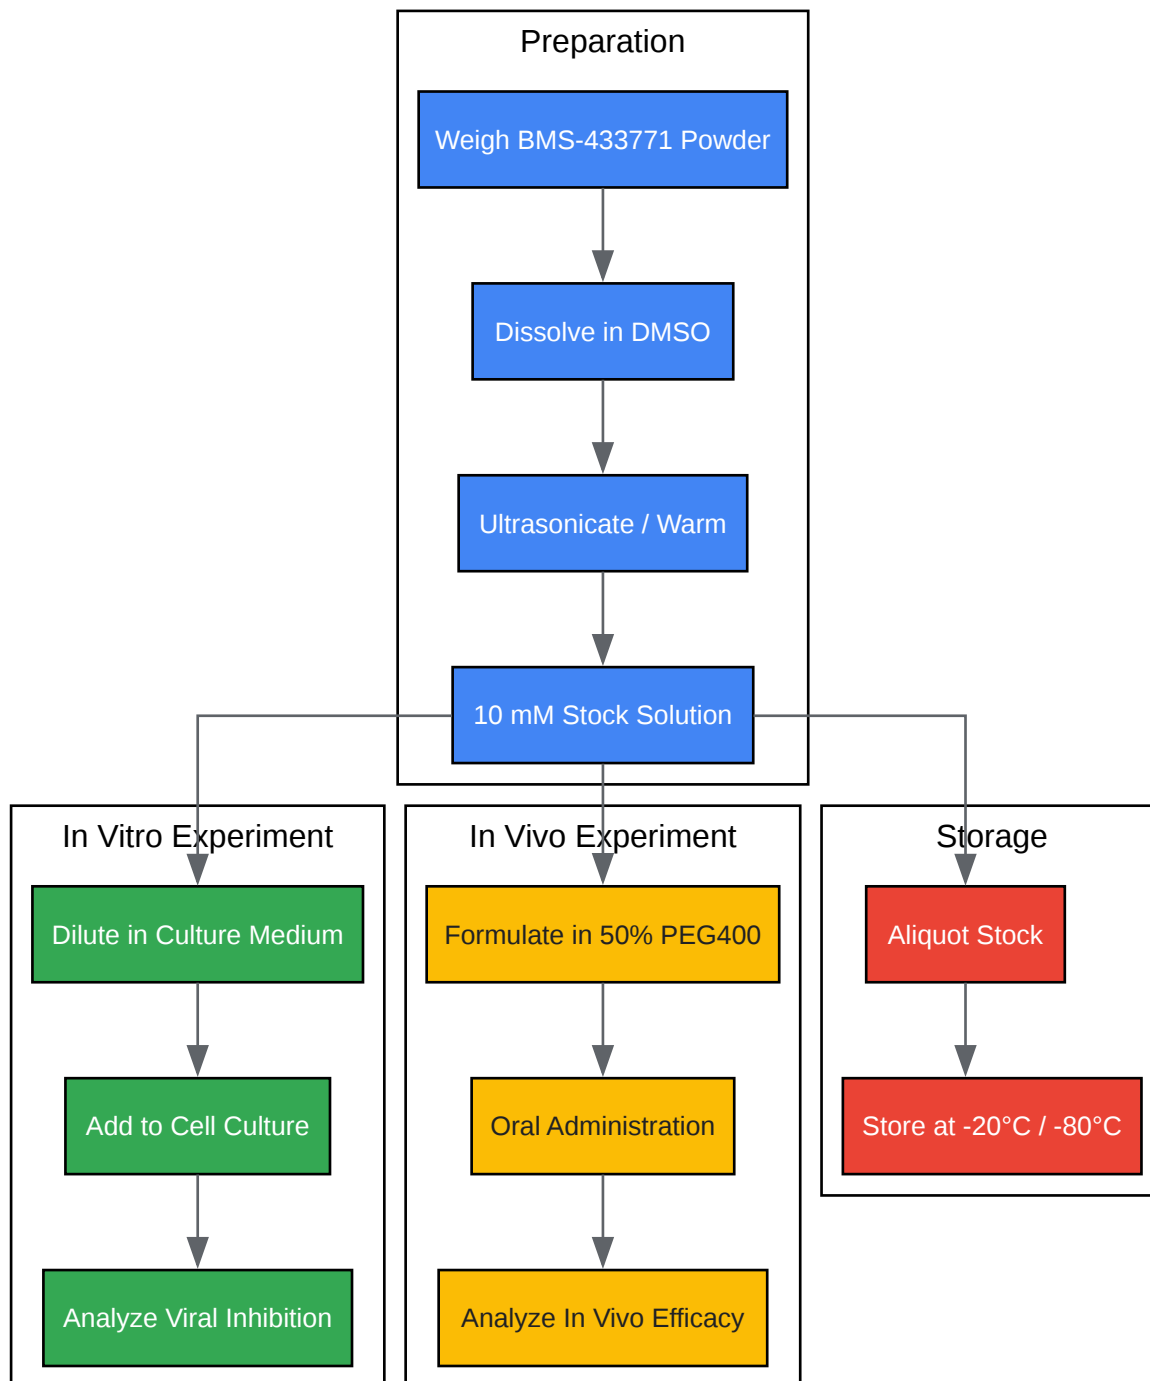 Preparation
Weigh BMS-433771 Powder
Dissolve in DMSO
Ultrasonicate / Warm
10 mM Stock Solution
In Vitro Experiment
Dilute in Culture Medium
Add to Cell Culture
Analyze Viral Inhibition
In Vivo Experiment
Formulate in 50% PEG400
Oral Administration
Analyze In Vivo Efficacy
Storage
Aliquot Stock
Store at -20°C / -80°C